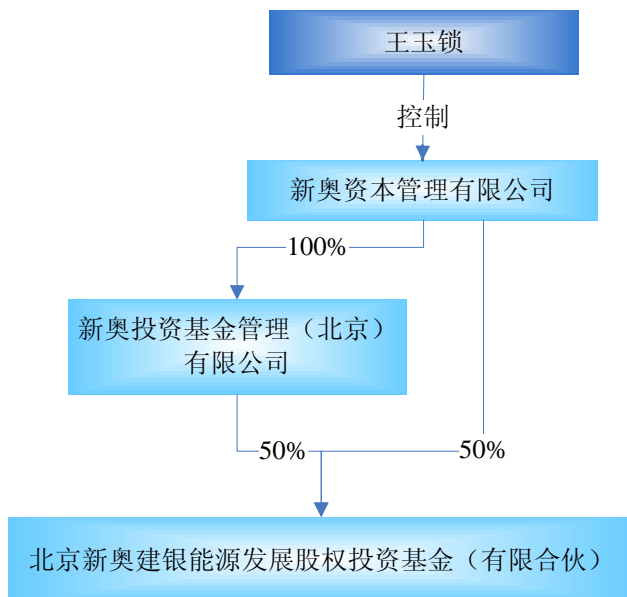 王玉锁
控制
新奥资本管理有限公司
100%
新奥投资基金管理（北京）
有限公司
50%
50%
北京新奥建银能源发展股权投资基金（有限合伙）